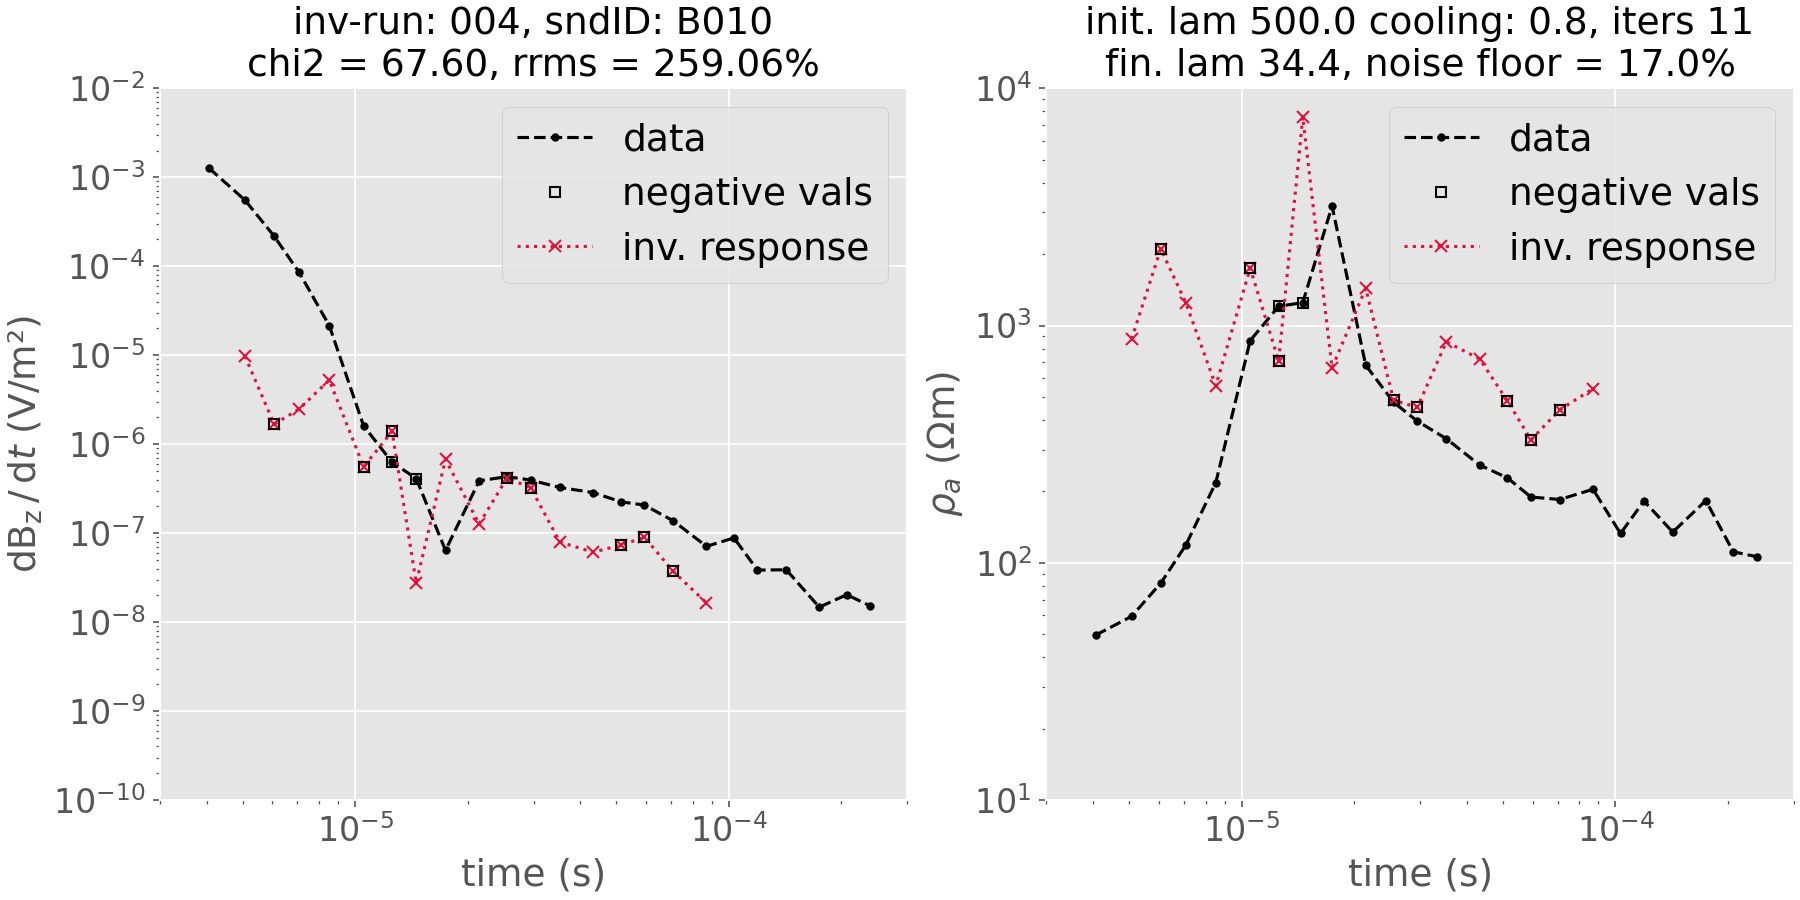 inv-run: 004, sndID: B010
chi2 = 67.60, rrms = 259.06%
init. lam 500.0 cooling: 0.8, iters 11
fin. lam 34.4, noise floor = 17.0%
10⁻²
10⁻³
10⁻⁴
10⁻⁵
10⁻⁶
10⁻⁷
10⁻⁸
10⁻⁹
10⁻¹⁰
dB_z / dt (V/m²)
data
negative vals
inv. response
10⁻⁵
10⁻⁴
time (s)
10⁴
10³
10²
10¹
ρ_a (Ωm)
data
negative vals
inv. response
10⁻⁵
10⁻⁴
time (s)